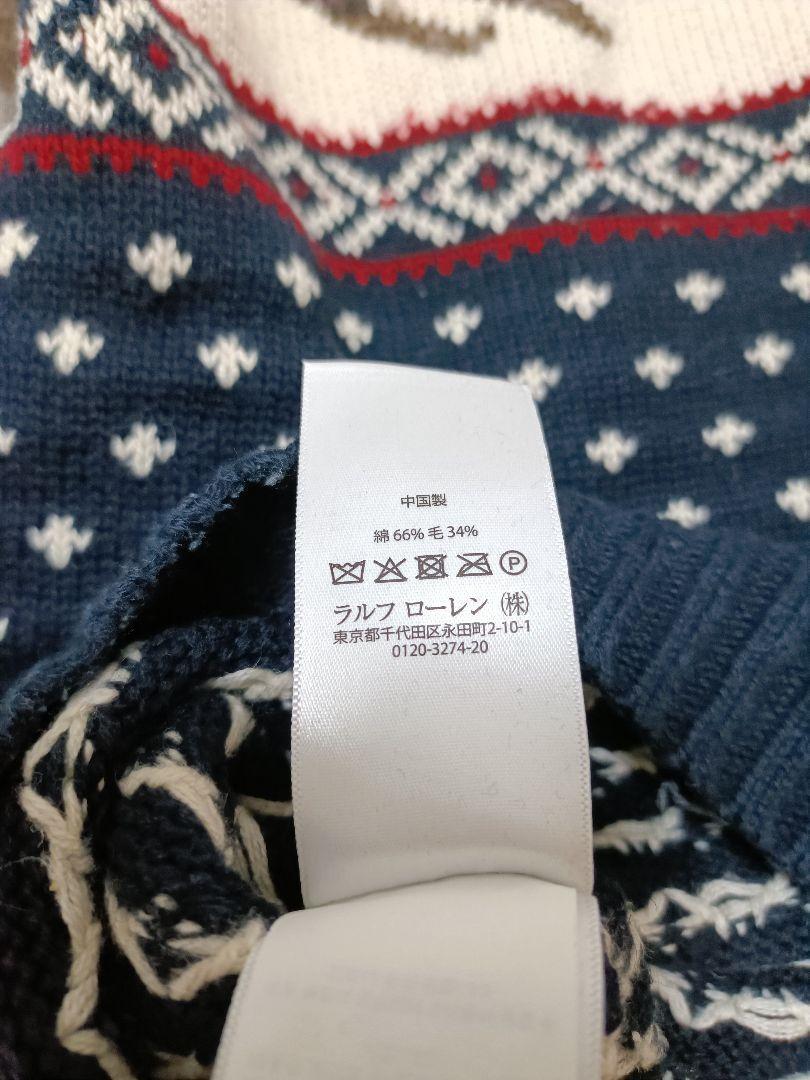 中国製
綿 66% 毛 34%
P
ラルフ ローレン (株)
東京都千代田区永田町2-10-1
0120-3274-20